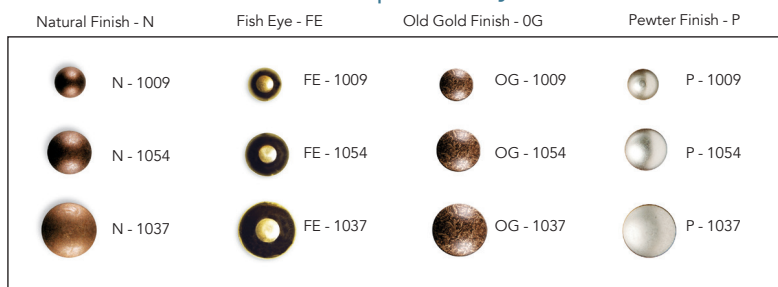 Natural Finish - N Fish Eye - FE Old Gold Finish - 0G Pewter Finish - P
N - 1009 FE - 1009 OG - 1009 P - 1009
N - 1054 FE - 1054 OG - 1054 P - 1054
N - 1037 FE - 1037 OG - 1037 P - 1037